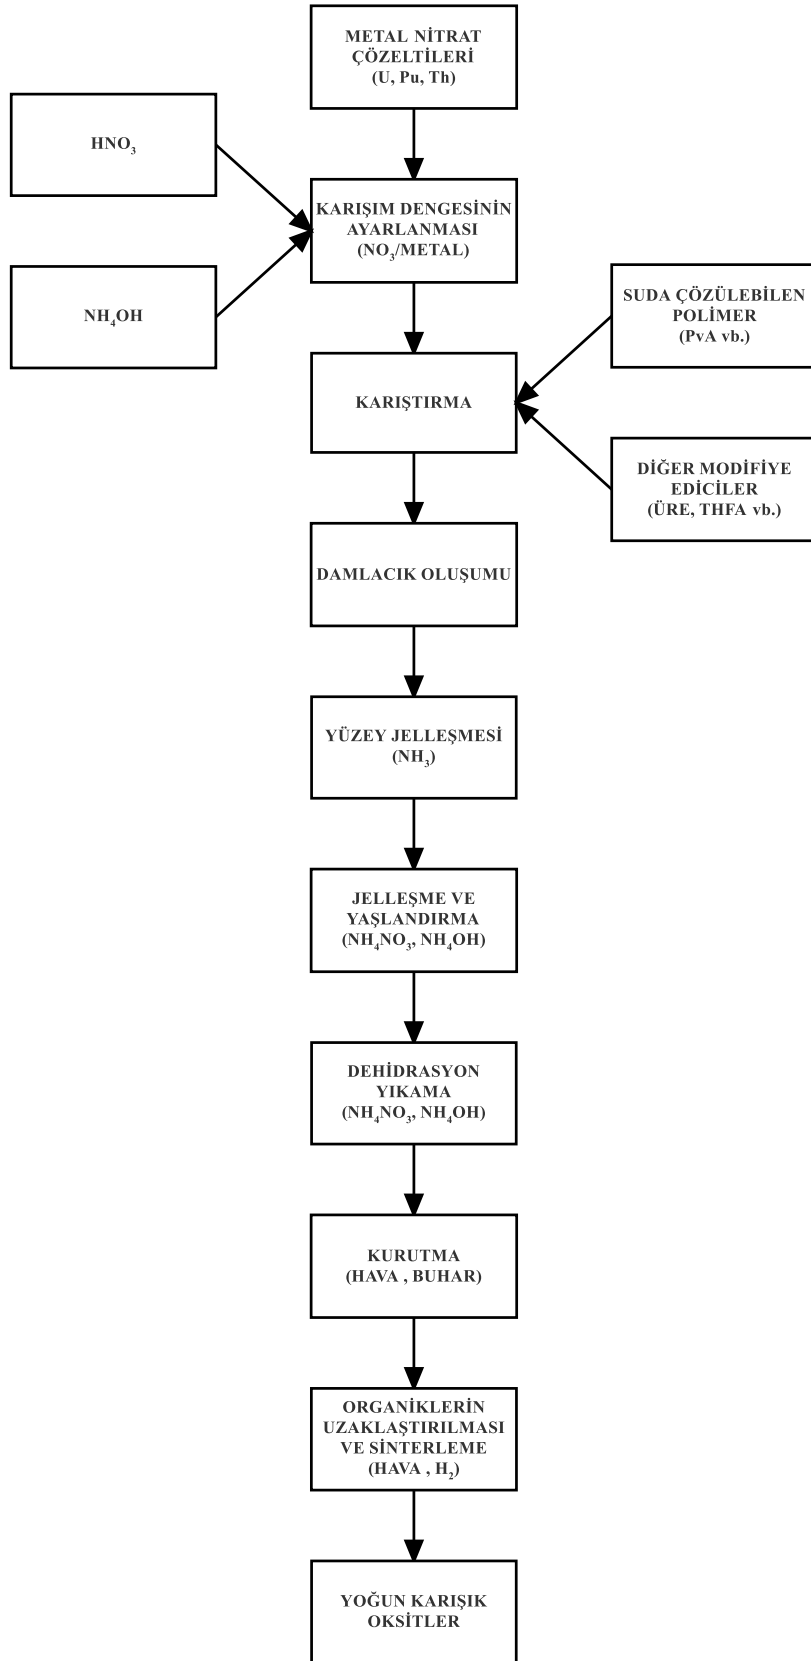 METAL NİTRAT
ÇÖZELTİLERİ
(U, Pu, Th)
HNO₃
KARIŞIM DENGESİNİN
AYARLANMASI
(NO₃/METAL)
NH₄OH
SUDA ÇÖZÜLEBİLEN
POLİMER
(PvA vb.)
KARIŞTIRMA
DİĞER MODİFİYE
EDİCİLER
(ÜRE, THFA vb.)
DAMLACIK OLUŞUMU
YÜZEY JELLEŞMESİ
(NH₃)
JELLEŞME VE
YAŞLANDIRMA
(NH₄NO₃, NH₄OH)
DEHİDRASYON
YIKAMA
(NH₄NO₃, NH₄OH)
KURUTMA
(HAVA , BUHAR)
ORGANİKLERİN
UZAKLAŞTIRILMASI
VE SİNTERLEME
(HAVA , H₂)
YOĞUN KARIŞIK
OKSİTLER